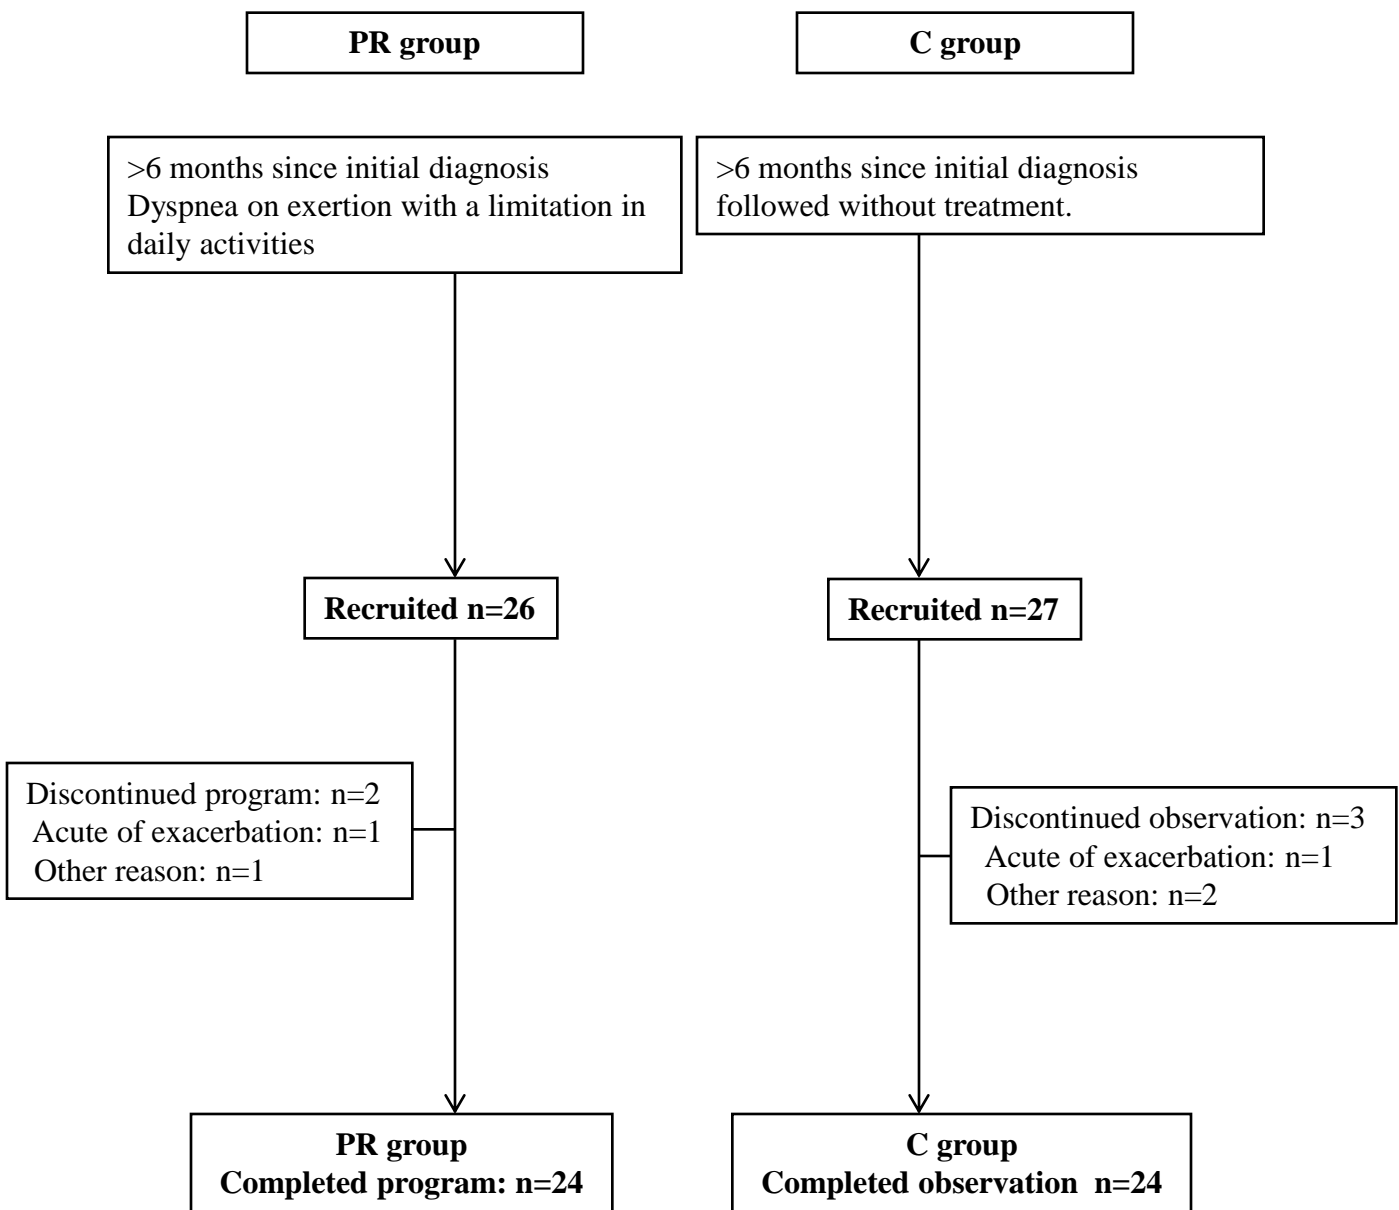 PR group
C group
>6 months since initial diagnosis
Dyspnea on exertion with a limitation in
daily activities
>6 months since initial diagnosis
followed without treatment.
Recruited n=26
Recruited n=27
Discontinued program: n=2
Acute of exacerbation: n=1
Other reason: n=1
Discontinued observation: n=3
Acute of exacerbation: n=1
Other reason: n=2
PR group
Completed program: n=24
C group
Completed observation  n=24